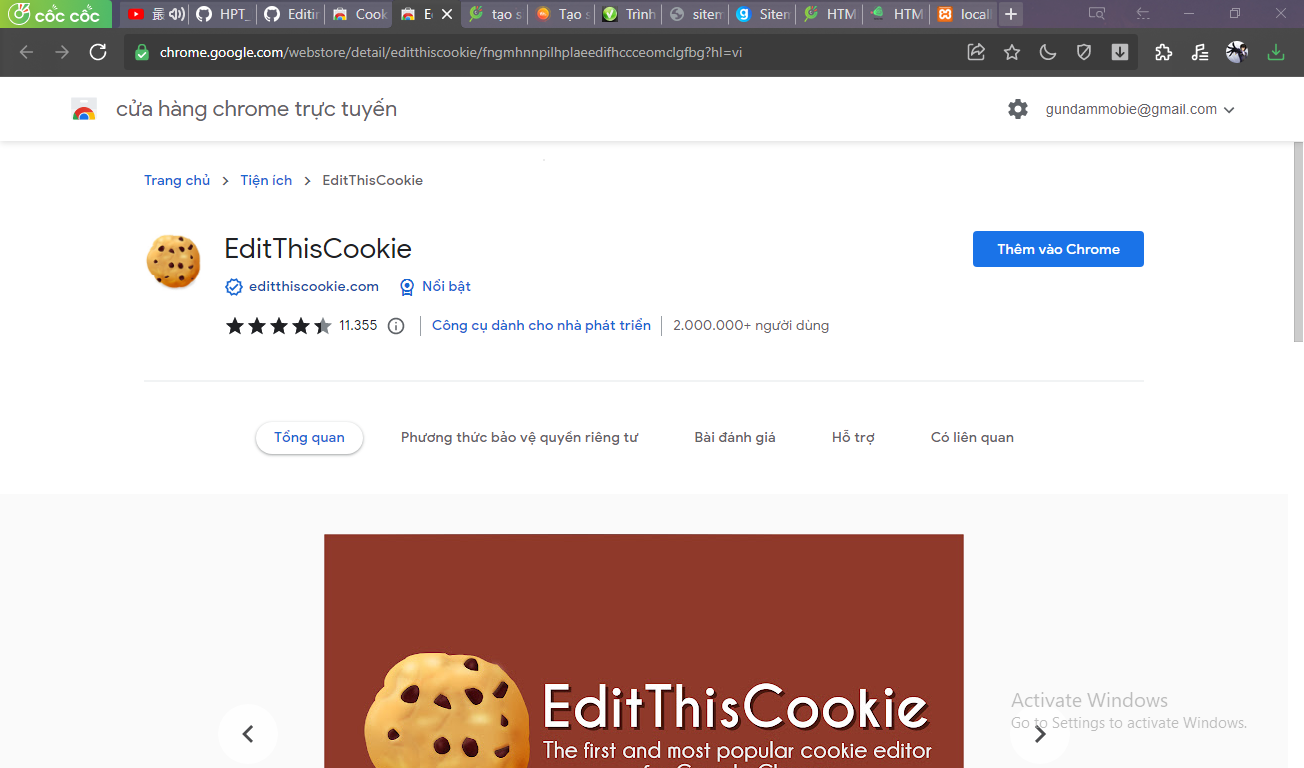 cốc cốc HPT_ Editin Cook E tạo s Tạo s Trình sitem Sitem HTM HTM local
chrome.google.com/webstore/detail/editthiscookie/fngmhnnpilhplaeedifhccceomclgfbg?hl=vi
cửa hàng chrome trực tuyến
gundammobie@gmail.com
Trang chủ > Tiện ích > EditThisCookie
EditThisCookie
Thêm vào Chrome
editthiscookie.com Nổi bật
11.355 Công cụ dành cho nhà phát triển 2.000.000+ người dùng
Tổng quan Phương thức bảo vệ quyền riêng tư Bài đánh giá Hỗ trợ Có liên quan
EditThisCookie
The first and most popular cookie editor
Activate Windows
Go to Settings to activate Windows.